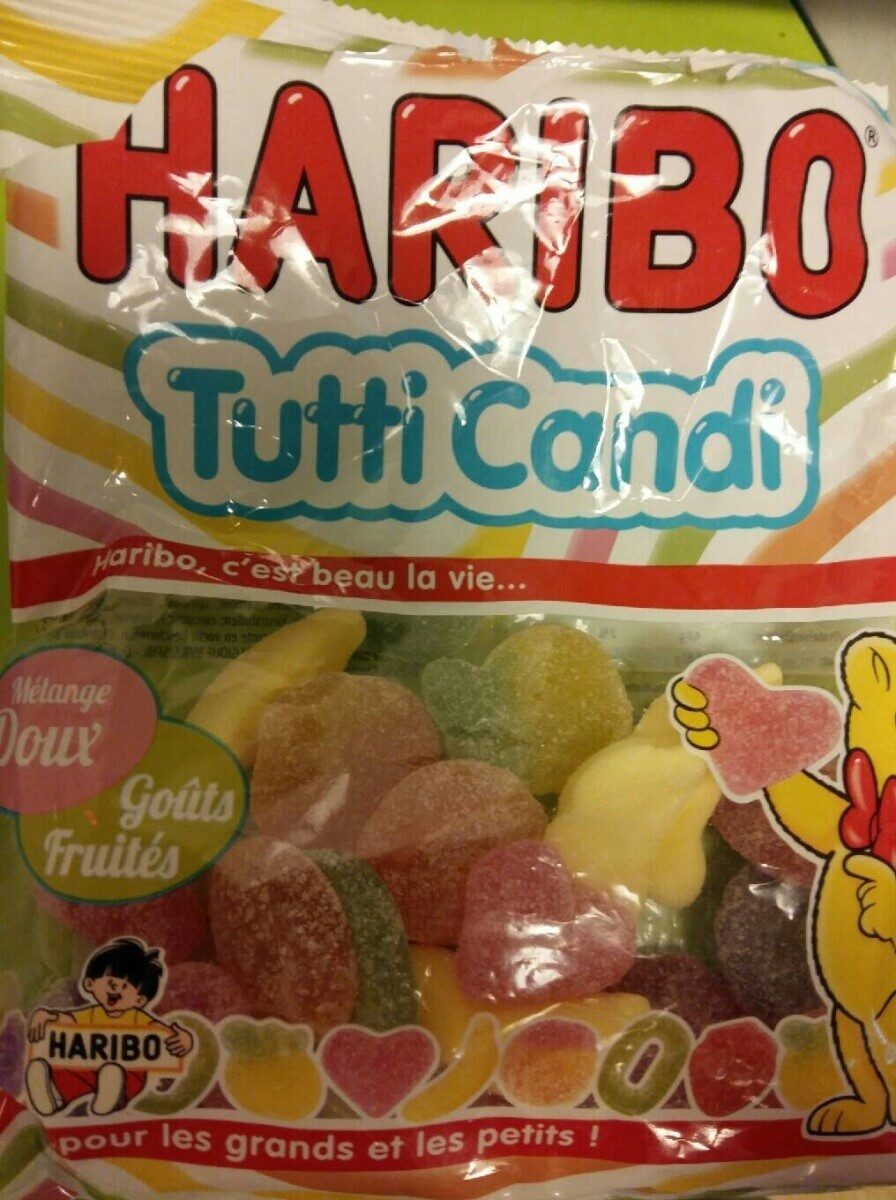 HARIBO®
Tutti Candi
Haribo, c'est beau la vie...
Mélange
Doux
Goûts
Fruités
HARIBO
pour les grands et les petits !